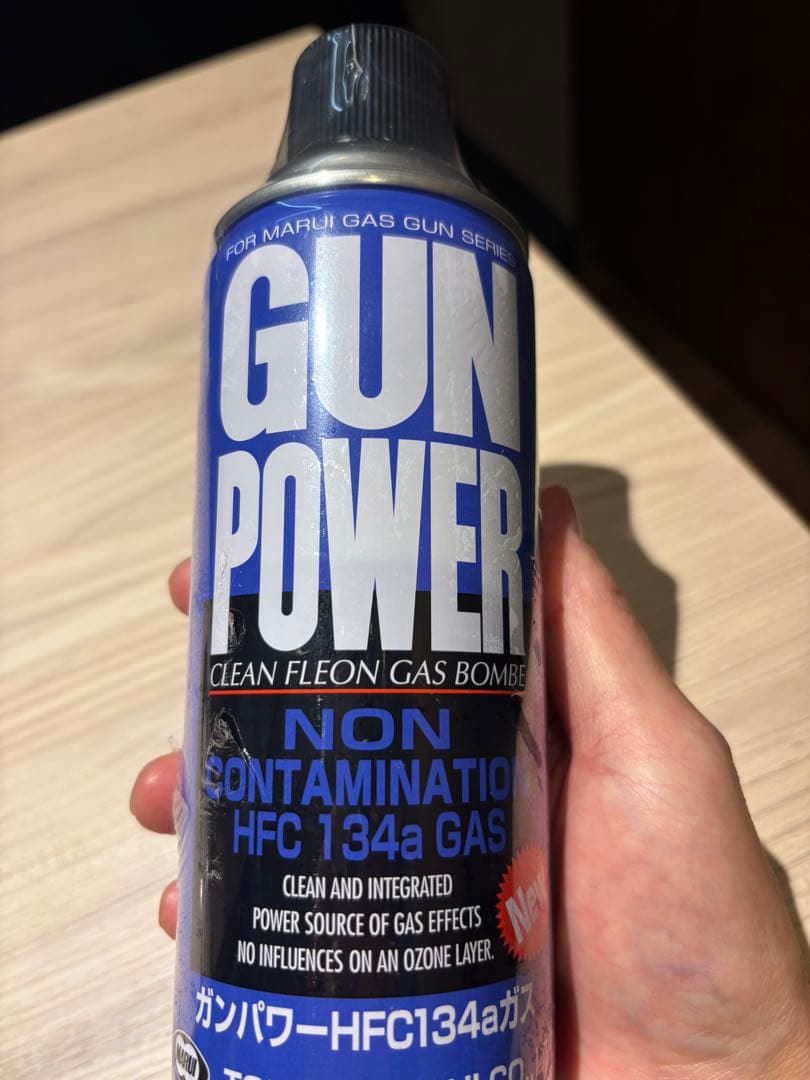 FOR MARUI GAS GUN SERIES
GUN
POWER
CLEAN FLEON GAS BOMBE
NON
CONTAMINATIO
HFC 134a GAS
CLEAN AND INTEGRATED
POWER SOURCE OF GAS EFFECTS
NO INFLUENCES ON AN OZONE LAYER.
New
ガンパワーHFC134aガス
MARUI